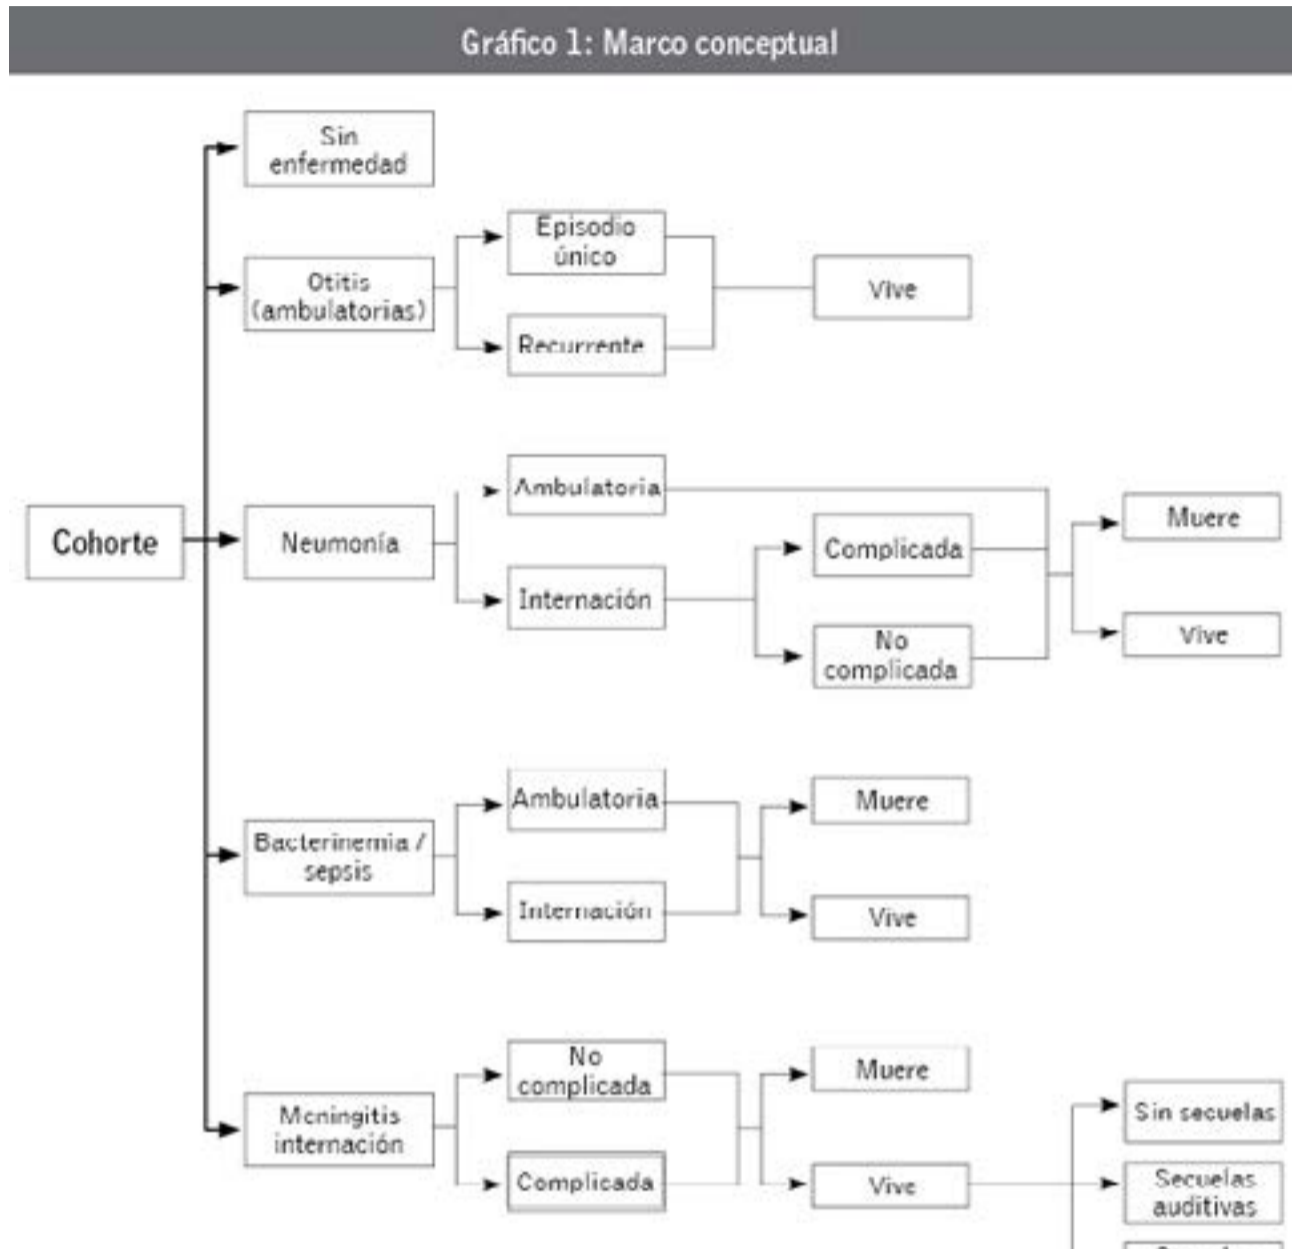 Gráfico 1: Marco conceptual
Sin
enfermedad
Otitis
(ambulatorias)
Episodio
único
Recurrente
Vive
Cohorte
Neumonía
Ambulatoria
Internación
Complicada
No
complicada
Muere
Vive
Bacterinemia /
sepsis
Ambulatoria
Internación
Muere
Vive
Meningitis
internación
No
complicada
Complicada
Muere
Vive
Sin secuelas
Secuelas
auditivas